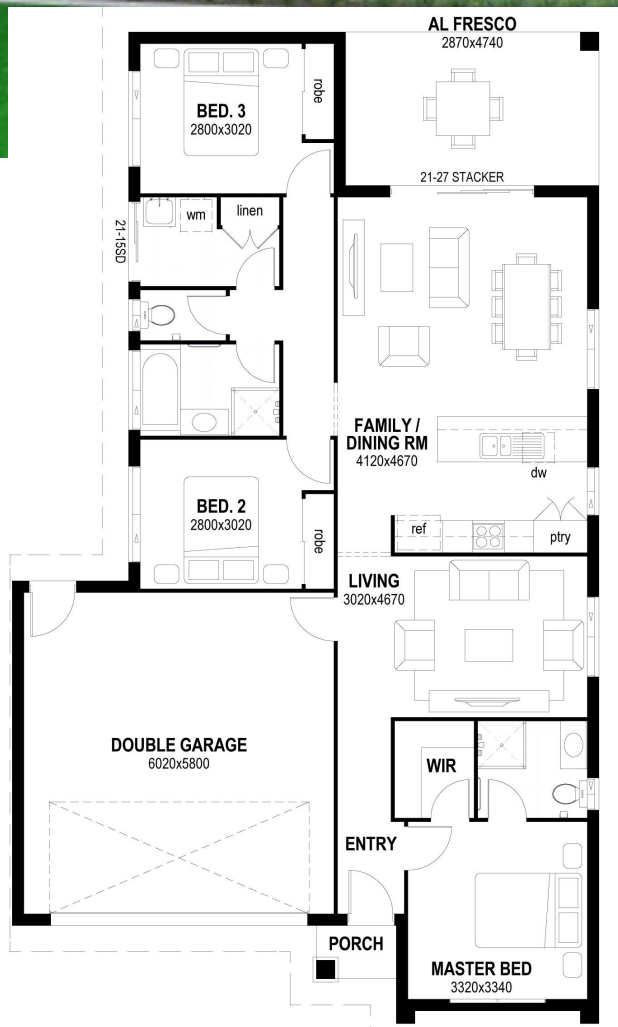 AL FRESCO
2870x4740
BED. 3
2800x3020
robe
21-27 STACKER
wm
linen
21-15SD
FAMILY /
DINING RM
4120x4670
dw
BED. 2
2800x3020
robe
ref
ptry
LIVING
3020x4670
DOUBLE GARAGE
6020x5800
WIR
ENTRY
PORCH
MASTER BED
3320x3340